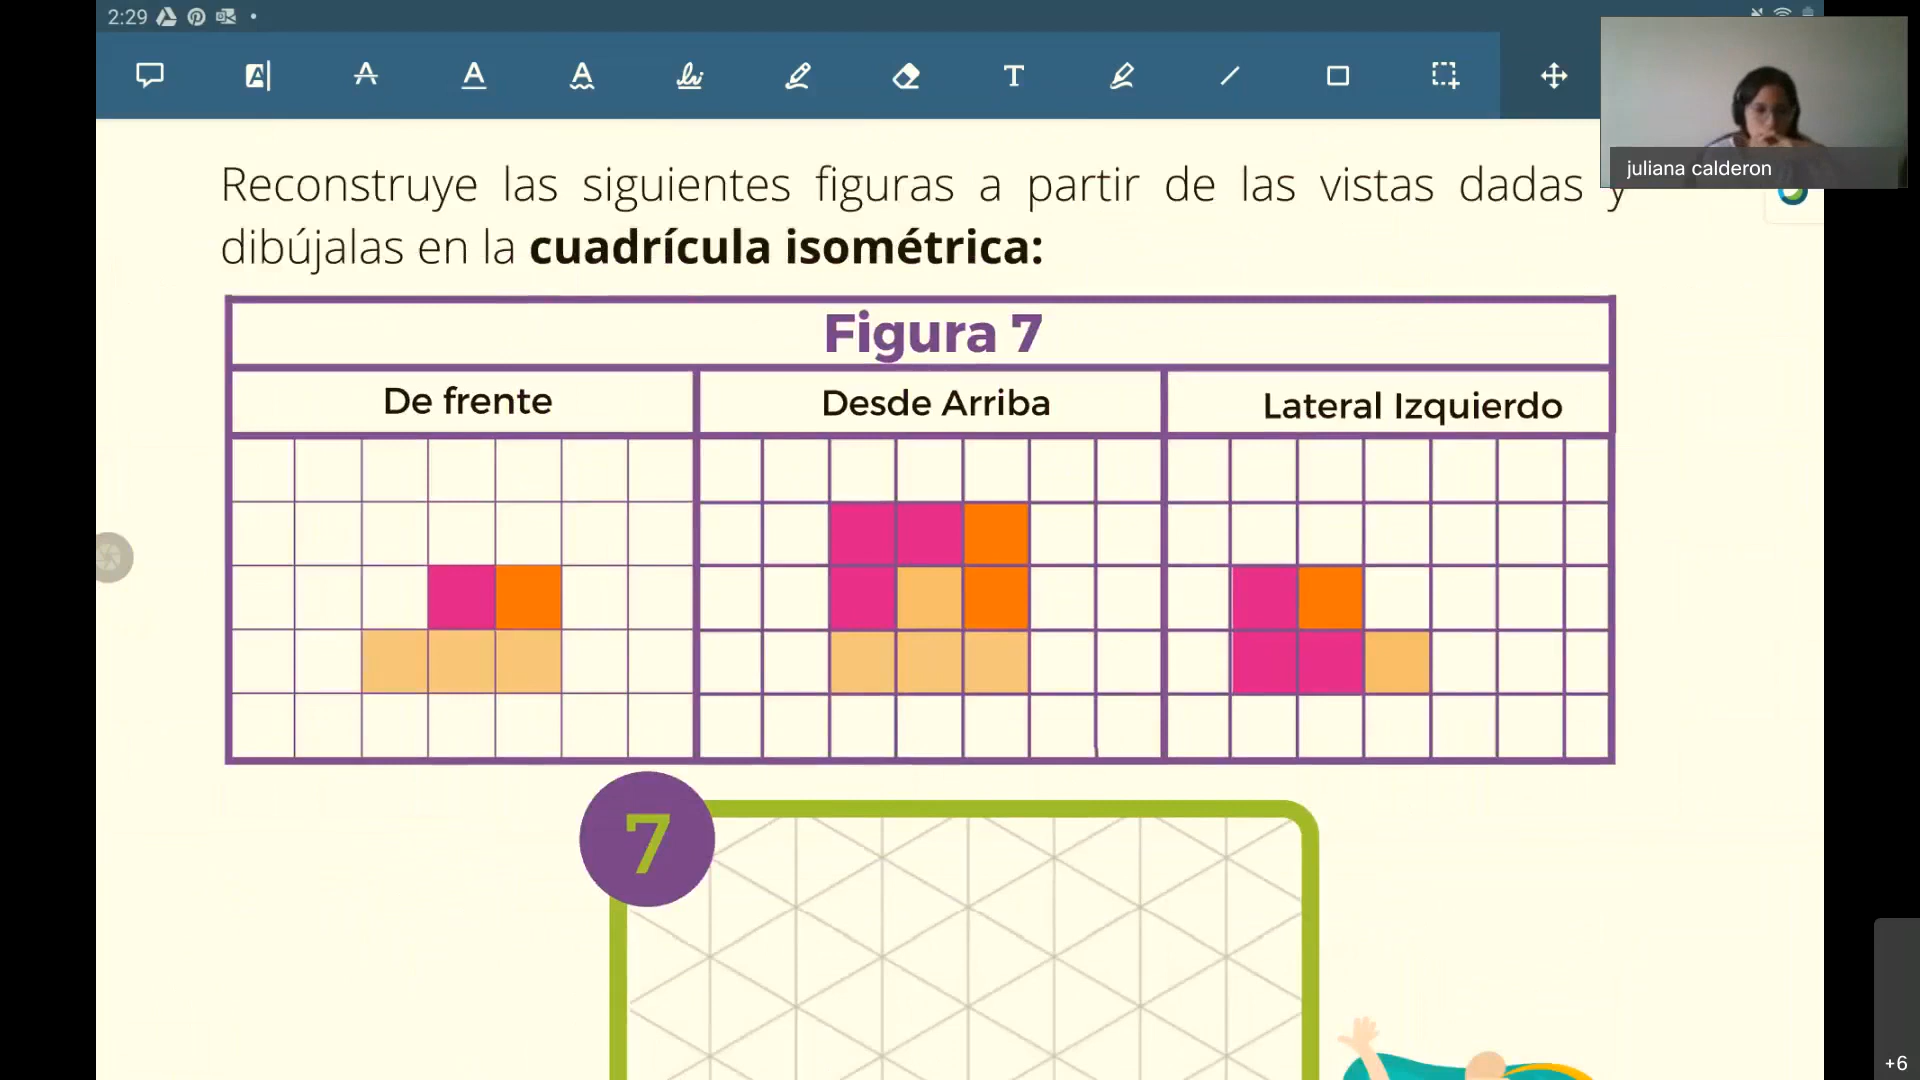 2:29
juliana calderon
Reconstruye las siguientes figuras a partir de las vistas dadas y
dibújalas en la cuadrícula isométrica:
Figura 7
De frente
Desde Arriba
Lateral Izquierdo
7
+6